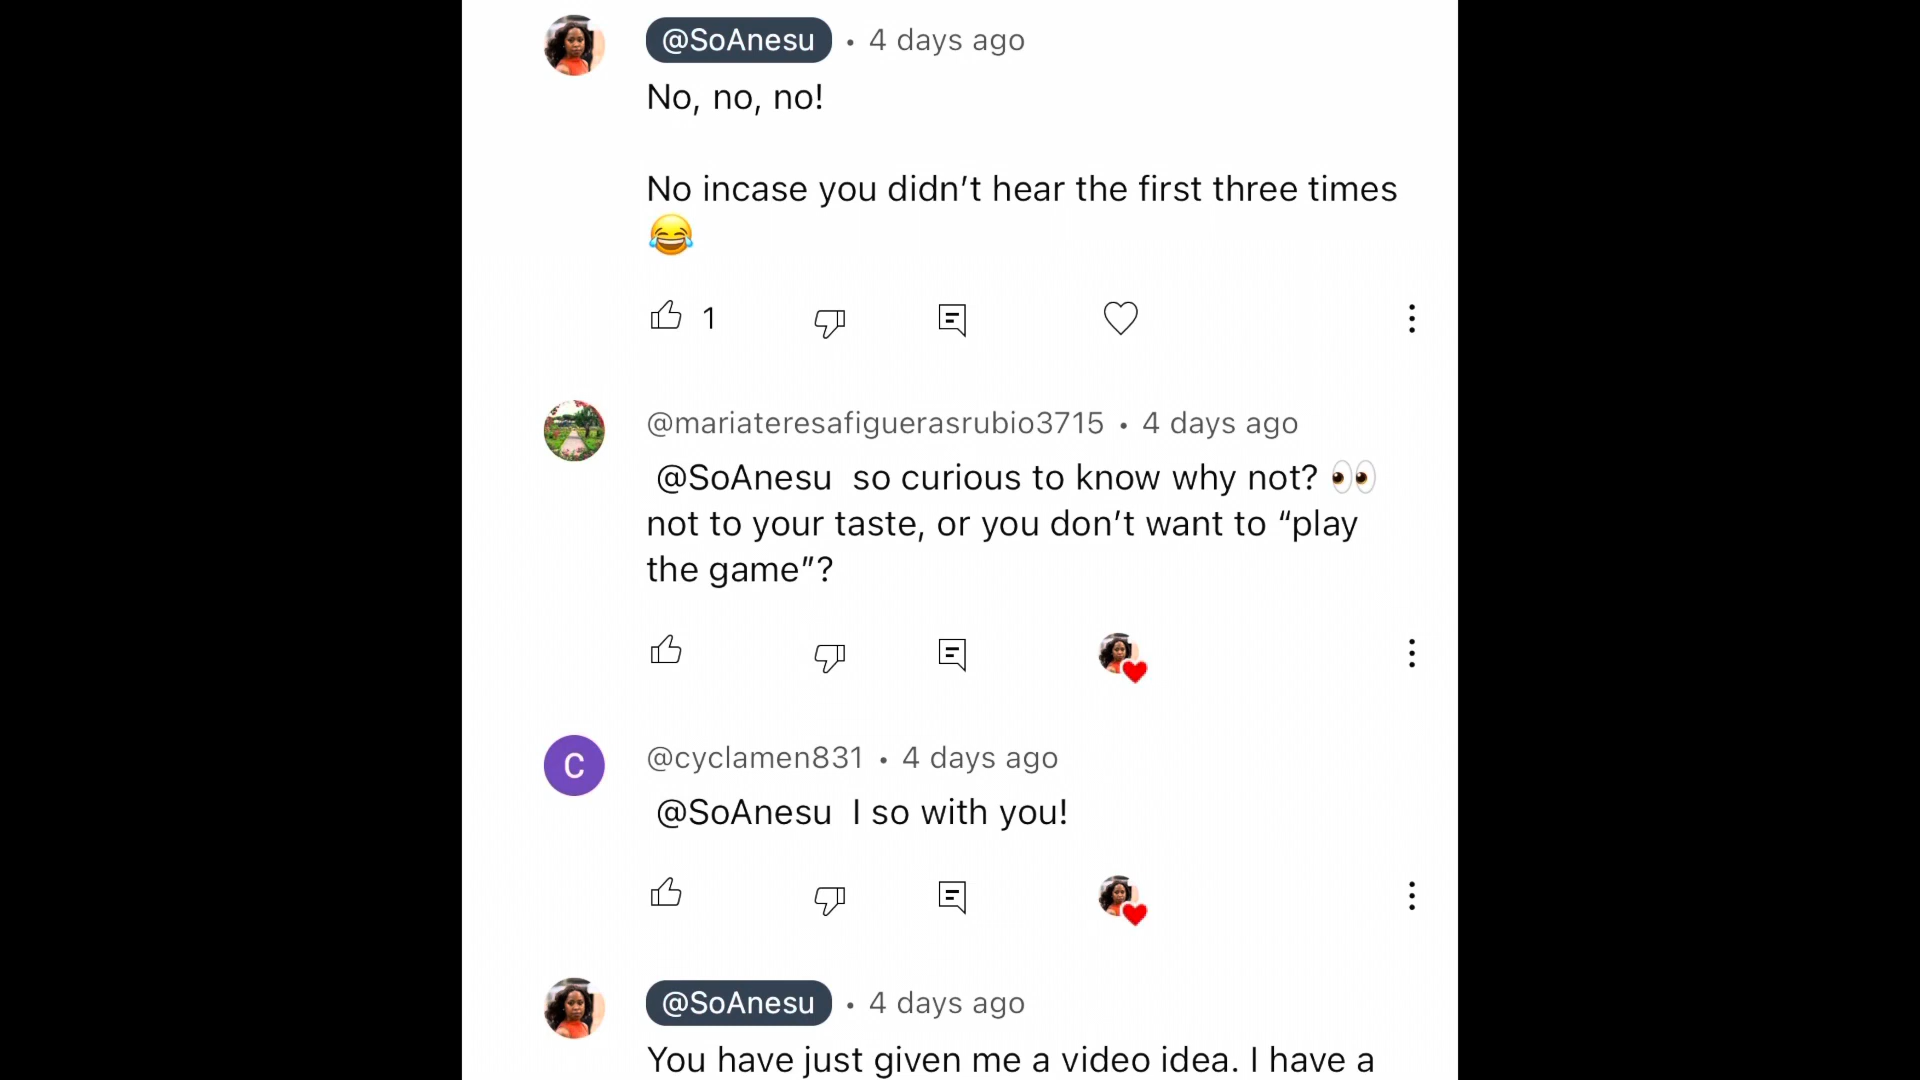 @SoAnesu • 4 days ago
No, no, no!
No incase you didn’t hear the first three times
😂
1
@mariateresafiguerasrubio3715 • 4 days ago
@SoAnesu so curious to know why not? 👀
not to your taste, or you don’t want to “play
the game”?
C
@cyclamen831 • 4 days ago
@SoAnesu I so with you!
@SoAnesu • 4 days ago
You have just given me a video idea. I have a